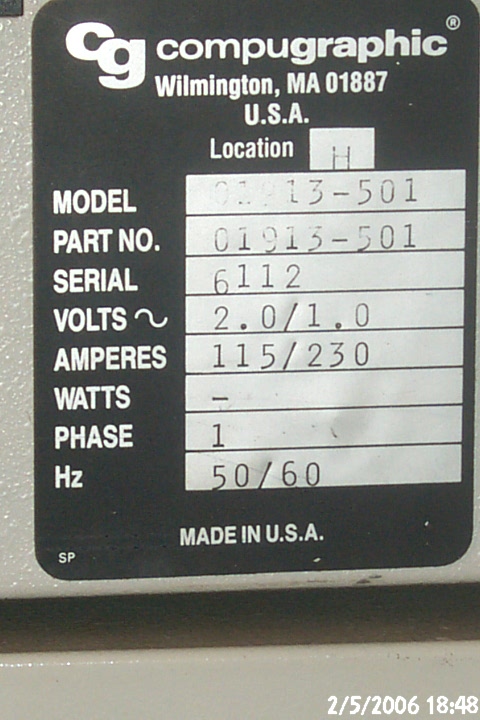 cg compugraphic®
Wilmington, MA 01887
U.S.A.
Location H
MODEL 01913-501
PART NO. 01913-501
SERIAL 6112
VOLTS ~ 2.0/1.0
AMPERES 115/230
WATTS -
PHASE 1
Hz 50/60
MADE IN U.S.A.
SP
2/5/2006 18:48